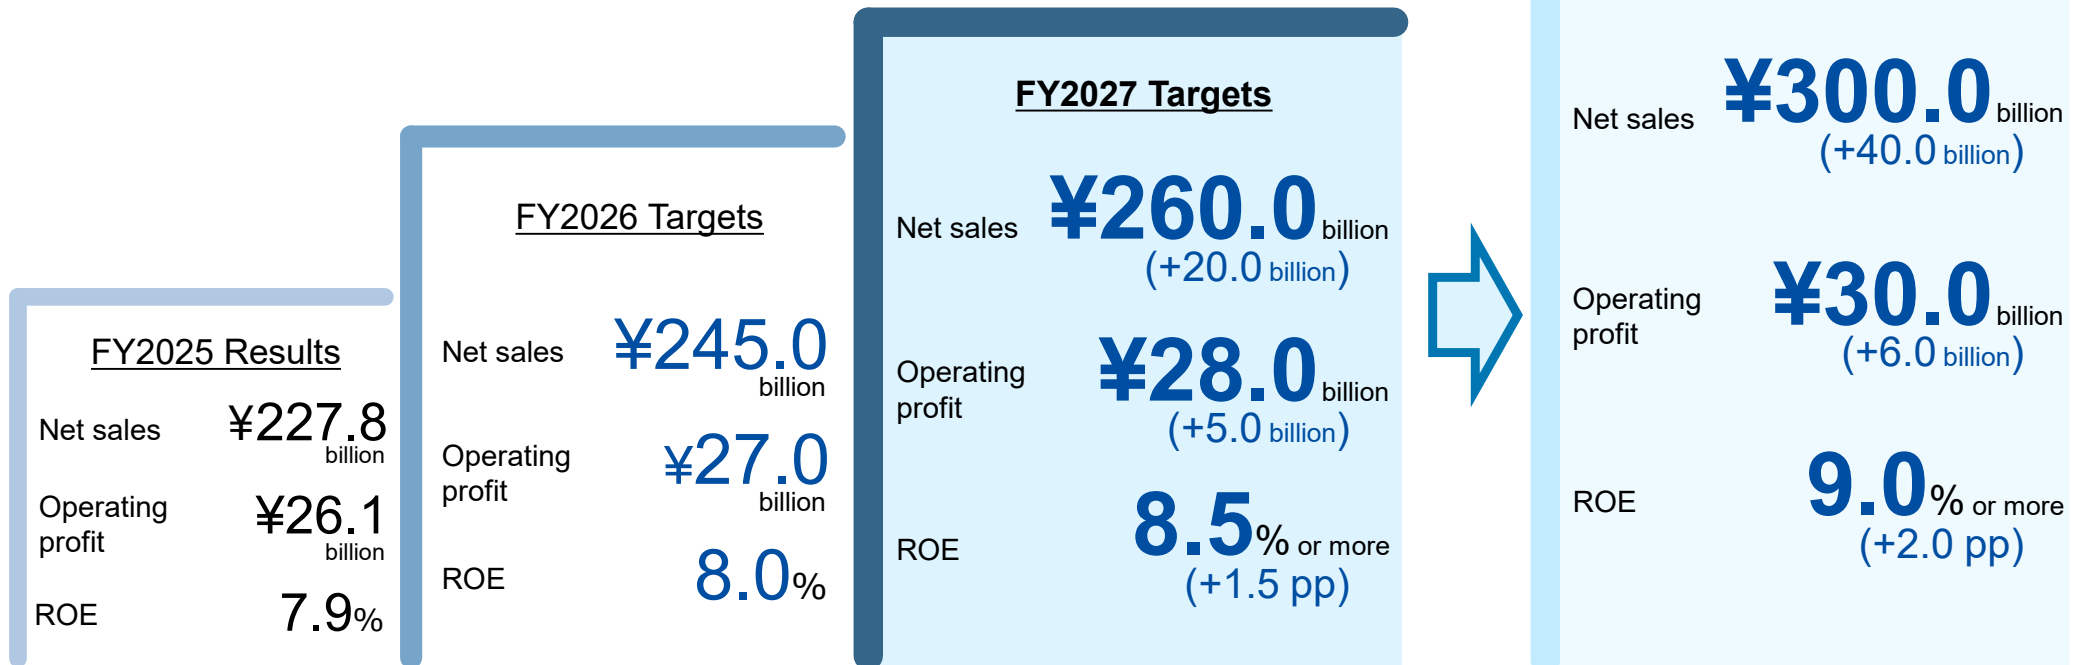 FY2025 Results
Net sales ¥227.8 billion
Operating profit ¥26.1 billion
ROE 7.9%
FY2026 Targets
Net sales ¥245.0 billion
Operating profit ¥27.0 billion
ROE 8.0%
FY2027 Targets
Net sales ¥260.0 billion
(+20.0 billion)
Operating profit ¥28.0 billion
(+5.0 billion)
ROE 8.5% or more
(+1.5 pp)
Net sales ¥300.0 billion
(+40.0 billion)
Operating profit ¥30.0 billion
(+6.0 billion)
ROE 9.0% or more
(+2.0 pp)